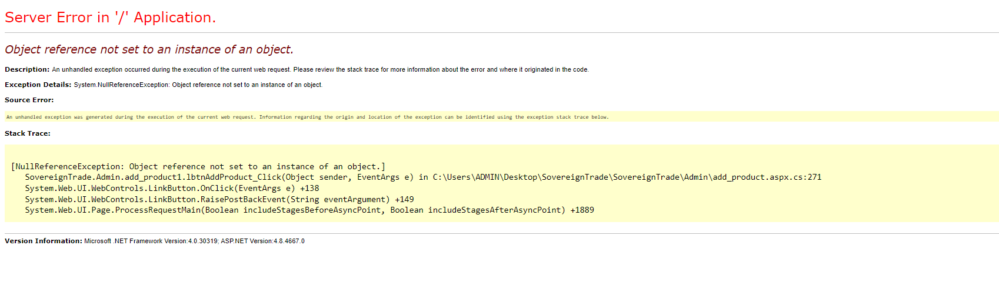 Server Error in '/' Application.
Object reference not set to an instance of an object.
Description: An unhandled exception occurred during the execution of the current web request. Please review the stack trace for more information about the error and where it originated in the code.
Exception Details: System.NullReferenceException: Object reference not set to an instance of an object.
Source Error:
An unhandled exception was generated during the execution of the current web request. Information regarding the origin and location of the exception can be identified using the exception stack trace below.
Stack Trace:
[NullReferenceException: Object reference not set to an instance of an object.]
SovereignTrade.Admin.add_product1.lbtnAddProduct_Click(Object sender, EventArgs e) in C:\Users\ADMIN\Desktop\SovereignTrade\SovereignTrade\Admin\add_product.aspx.cs:271
System.Web.UI.WebControls.LinkButton.OnClick(EventArgs e) +138
System.Web.UI.WebControls.LinkButton.RaisePostBackEvent(String eventArgument) +149
System.Web.UI.Page.ProcessRequestMain(Boolean includeStagesBeforeAsyncPoint, Boolean includeStagesAfterAsyncPoint) +1889
Version Information: Microsoft .NET Framework Version:4.0.30319; ASP.NET Version:4.8.4667.0